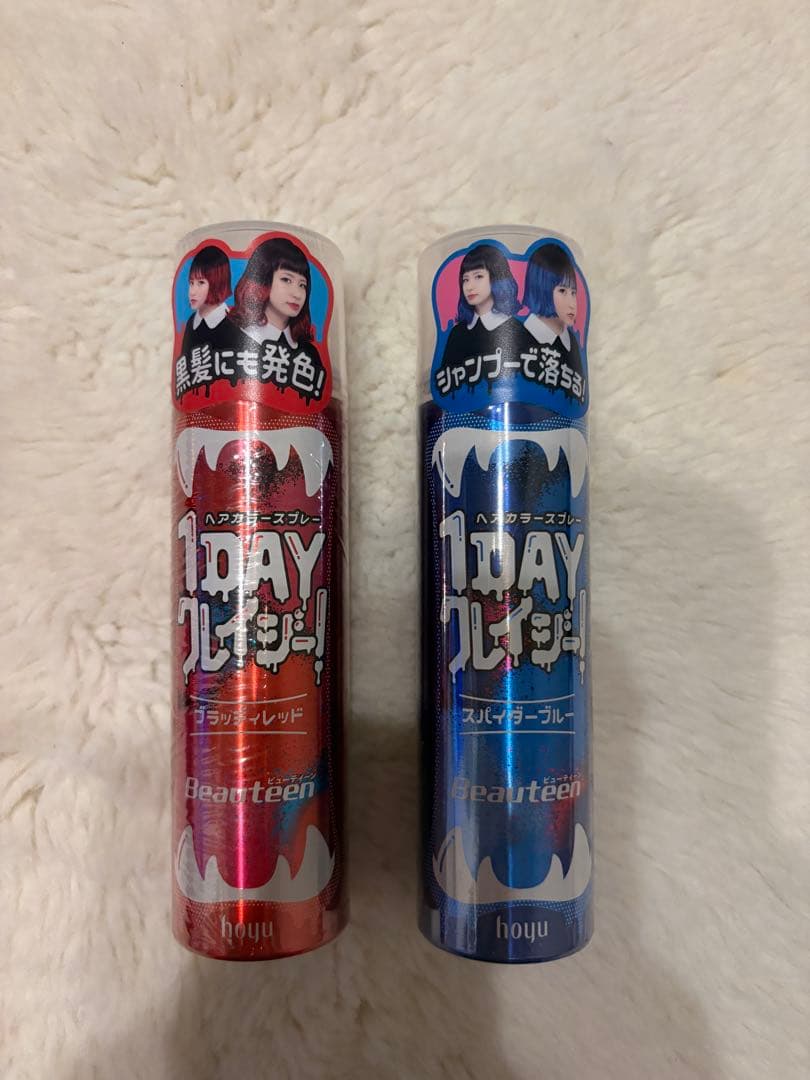 黒髪にも発色!
ヘアカラースプレー
1DAY
クレイジー!
ブラッディレッド
ビューティーン
Beauteen
hoyu
シャンプーで落ちる!
ヘアカラースプレー
1DAY
クレイジー!
スパイダーブルー
ビューティーン
Beauteen
hoyu